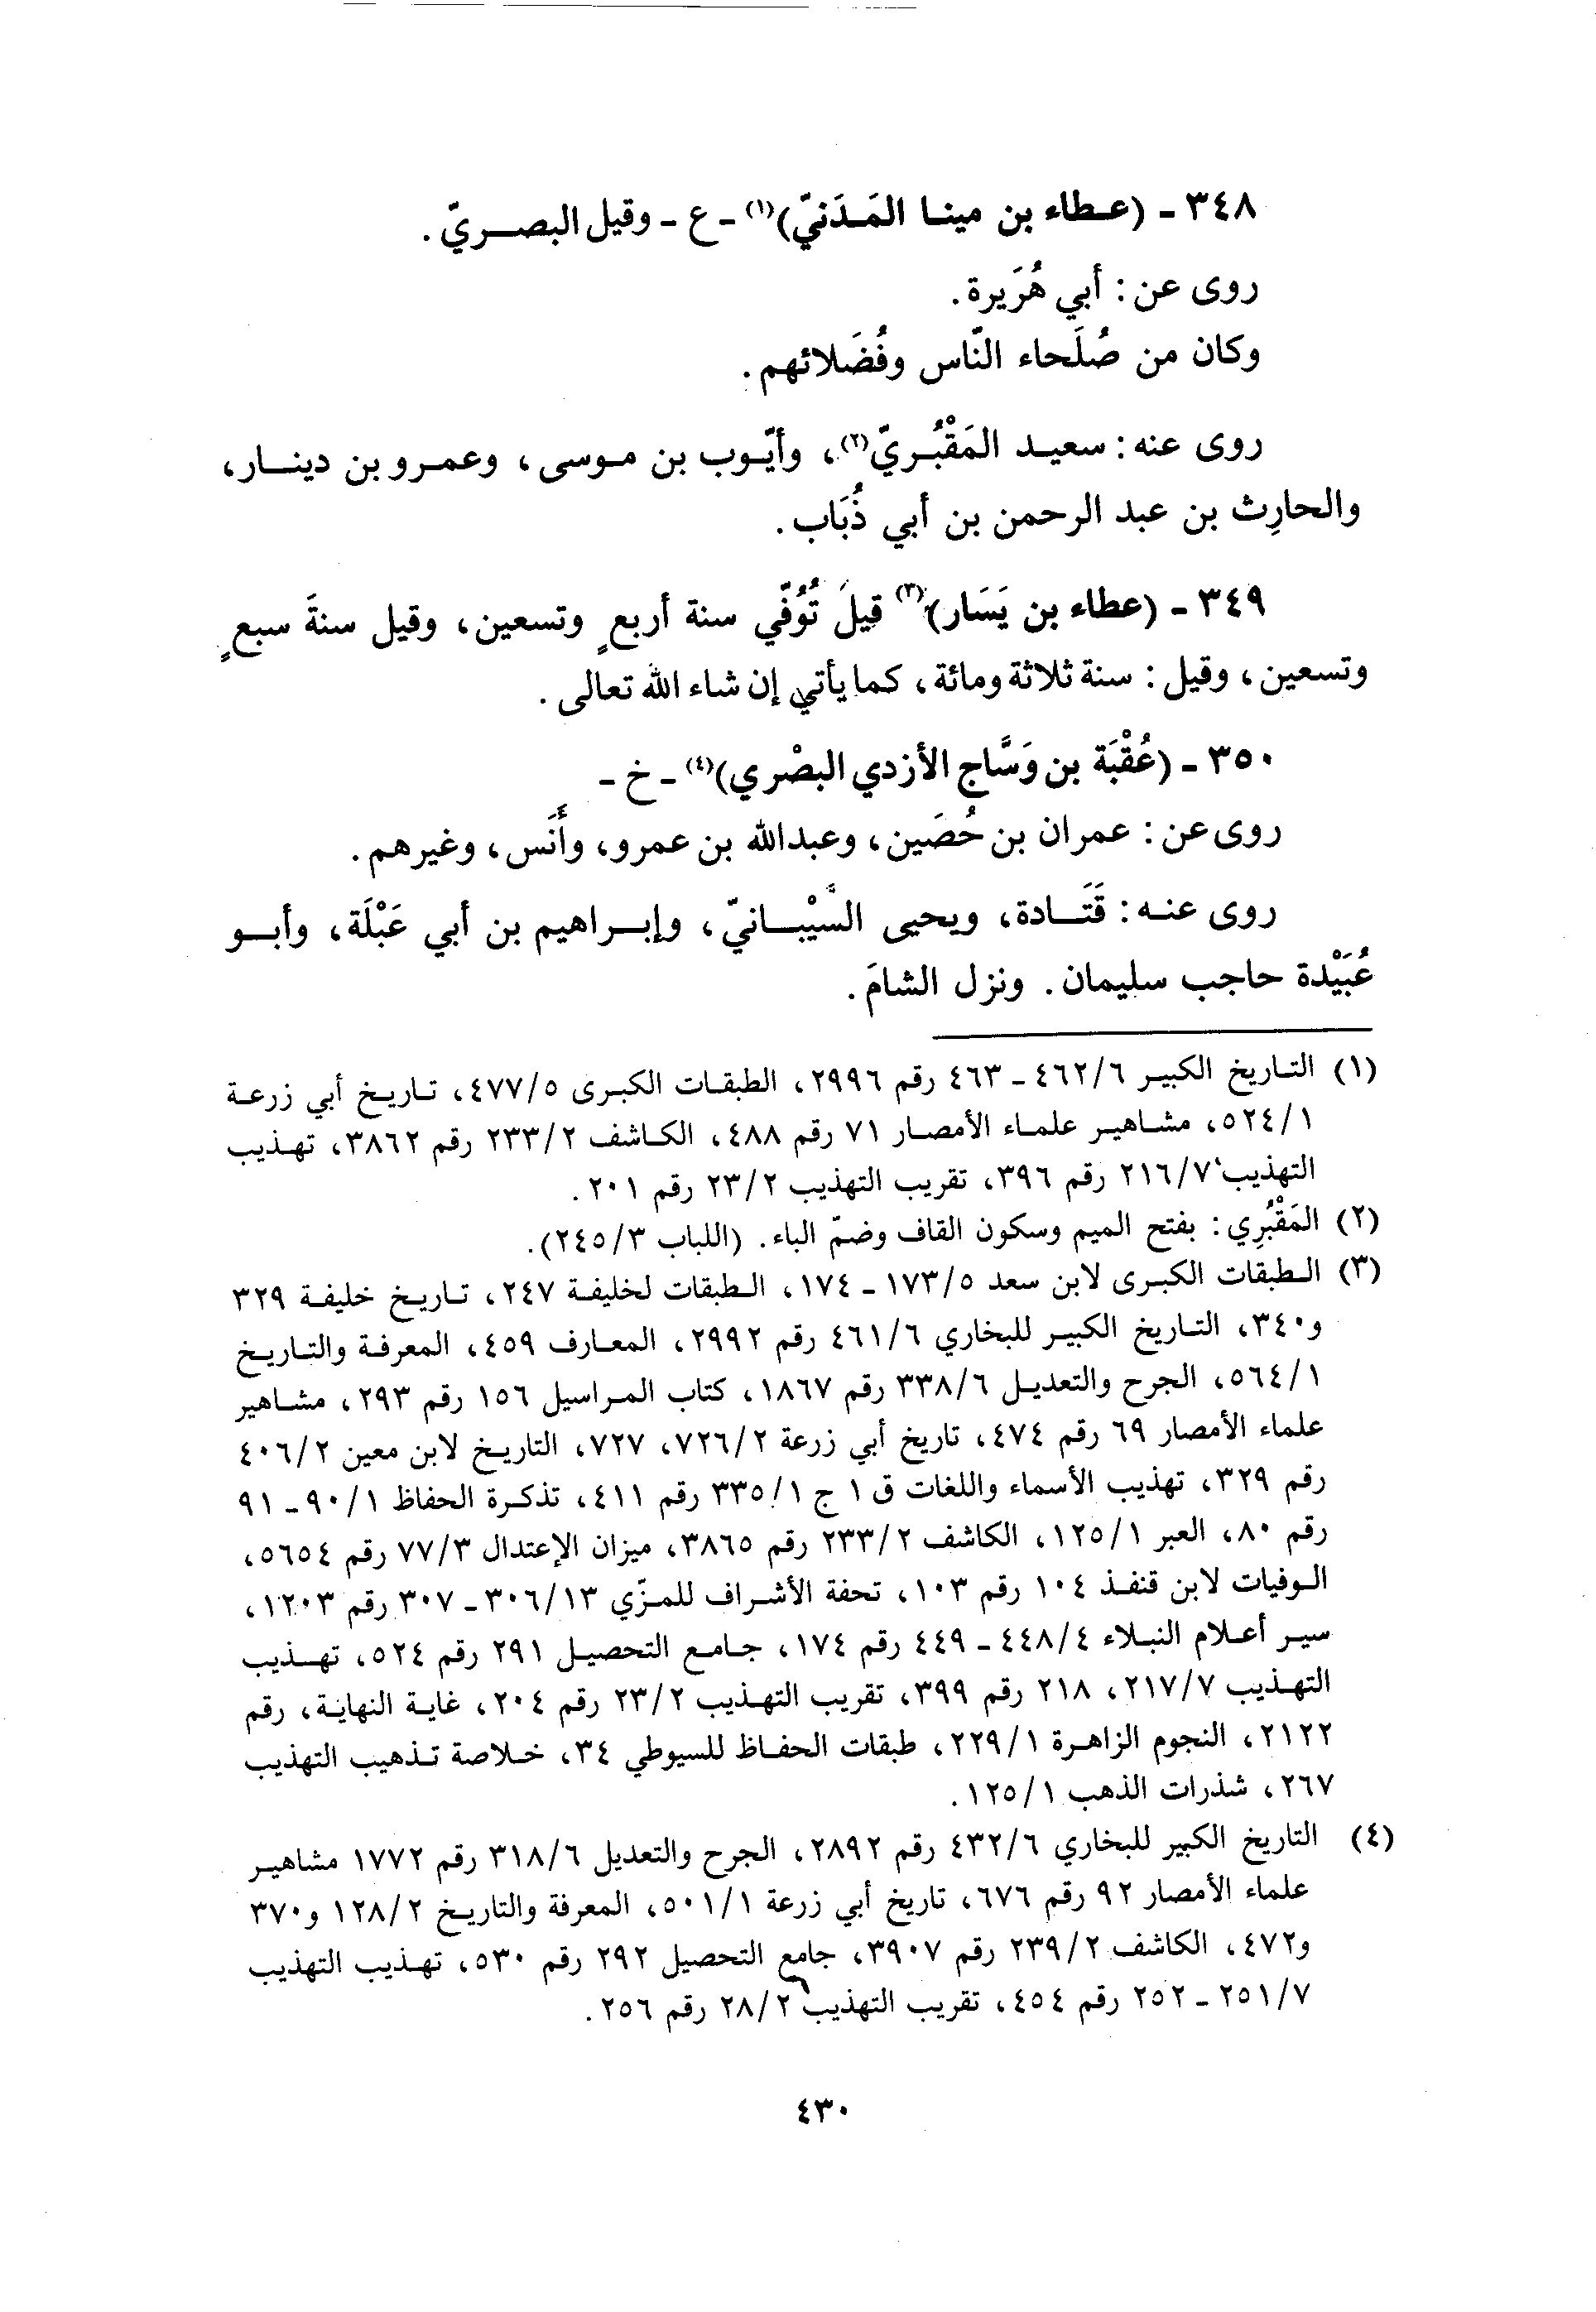 ٣٤٨ - (عطاء بن مينا المَدَنيّ)(١) - ع - وقيل البصريّ.
روى عن: أبي هُرَيرة.
وكان من صُلَحاء النّاس وفُضَلائهم.
روى عنه: سعيد المَقْبُريّ(٢)، وأيّوب بن موسى، وعمرو بن دينار،
والحارِث بن عبد الرحمن بن أبي ذُبَاب.
٣٤٩ - (عطاء بن يَسَار)(٣) قيلَ تُوُفّي سنة أربعٍ وتسعين، وقيل سنةَ سبعٍ
وتسعين، وقيل: سنة ثلاثة ومائة، كما يأتي إن شاء الله تعالى.
٣٥٠ - (عُقْبَة بن وَسَّاج الأزدي البصْري)(٤) - خ -
روى عن: عمران بن حُصَين، وعبدالله بن عمرو، وأَنَس، وغيرهم.
روى عنه: قَتَادة، ويحيى السَّيْبانيّ، وإبراهيم بن أبي عَبْلَة، وأبو
عُبَيْدة حاجب سليمان. ونزل الشامَ.
(١) التاريخ الكبير ٤٦٢/٦ - ٤٦٣ رقم ٢٩٩٦، الطبقات الكبرى ٤٧٧/٥، تاريخ أبي زرعة
٥٢٤/١، مشاهير علماء الأمصار ٧١ رقم ٤٨٨، الكاشف ٢٣٣/٢ رقم ٣٨٦٢، تهذيب
التهذيب ٢١٦/٧ رقم ٣٩٦، تقريب التهذيب ٢٣/٢ رقم ٢٠١.
(٢) المَقْبُرِي: بفتح الميم وسكون القاف وضمّ الباء. (اللباب ٢٤٥/٣).
(٣) الطبقات الكبرى لابن سعد ١٧٣/٥ - ١٧٤، الطبقات لخليفة ٢٤٧، تاريخ خليفة ٣٢٩
و٣٤٠، التاريخ الكبير للبخاري ٤٦١/٦ رقم ٢٩٩٢، المعارف ٤٥٩، المعرفة والتاريخ
٥٦٤/١، الجرح والتعديل ٣٣٨/٦ رقم ١٨٦٧، كتاب المراسيل ١٥٦ رقم ٢٩٣، مشاهير
علماء الأمصار ٦٩ رقم ٤٧٤، تاريخ أبي زرعة ٧٢٦/٢، ٧٢٧، التاريخ لابن معين ٤٠٦/٢
رقم ٣٢٩، تهذيب الأسماء واللغات ق ١ ج ٣٣٥/١ رقم ٤١١، تذكرة الحفاظ ٩٠/١ - ٩١
رقم ٨٠، العبر ١٢٥/١، الكاشف ٢٣٣/٢ رقم ٣٨٦٥، ميزان الإعتدال ٧٧/٣ رقم ٥٦٥٤،
الوفيات لابن قنفذ ١٠٤ رقم ١٠٣، تحفة الأشراف للمزّي ٣٠٦/١٣ - ٣٠٧ رقم ١٢٠٣،
سير أعلام النبلاء ٤٤٨/٤ - ٤٤٩ رقم ١٧٤، جامع التحصيل ٢٩١ رقم ٥٢٤، تهذيب
التهذيب ٢١٧/٧، ٢١٨ رقم ٣٩٩، تقريب التهذيب ٢٣/٢ رقم ٢٠٤، غاية النهاية، رقم
٢١٢٢، النجوم الزاهرة ٢٢٩/١، طبقات الحفاظ للسيوطي ٣٤، خلاصة تذهيب التهذيب
٢٦٧، شذرات الذهب ١٢٥/١.
(٤) التاريخ الكبير للبخاري ٤٣٢/٦ رقم ٢٨٩٢، الجرح والتعديل ٣١٨/٦ رقم ١٧٧٢ مشاهير
علماء الأمصار ٩٢ رقم ٦٧٦، تاريخ أبي زرعة ٥٠١/١، المعرفة والتاريخ ١٢٨/٢ و٣٧٠
و٤٧٢، الكاشف ٢٣٩/٢ رقم ٣٩٠٧، جامع التحصيل ٢٩٢ رقم ٥٣٠، تهذيب التهذيب
٢٥١/٧ - ٢٥٢ رقم ٤٥٤، تقريب التهذيب ٢٨/٢ رقم ٢٥٦.
٤٣٠